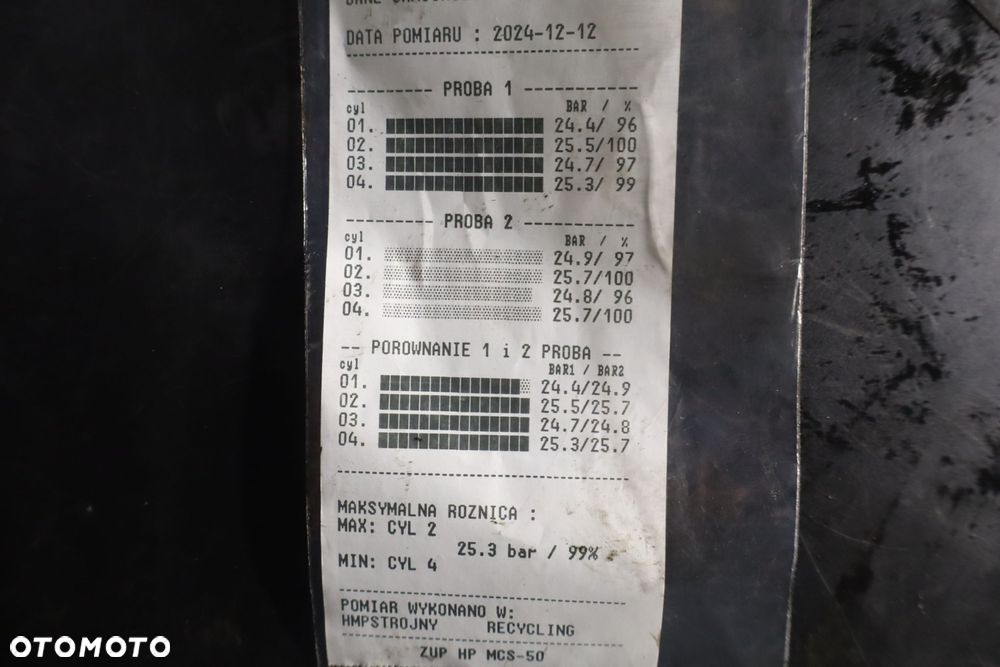 DATA POMIARU : 2024-12-12
PROBA 1
cyl BAR / %
01. 24.4/ 96
02. 25.5/100
03. 24.7/ 97
04. 25.3/ 99
PROBA 2
cyl BAR / %
01. 24.9/ 97
02. 25.7/100
03. 24.8/ 96
04. 25.7/100
-- POROWNANIE 1 i 2 PROBA --
cyl BAR1 / BAR2
01. 24.4/24.9
02. 25.5/25.7
03. 24.7/24.8
04. 25.3/25.7
MAKSYMALNA ROZNICA :
MAX: CYL 2
25.3 bar / 99%
MIN: CYL 4
POMIAR WYKONANO W:
HMPSTROJNY RECYCLING
ZUP HP MCS-50
OTOMOTO